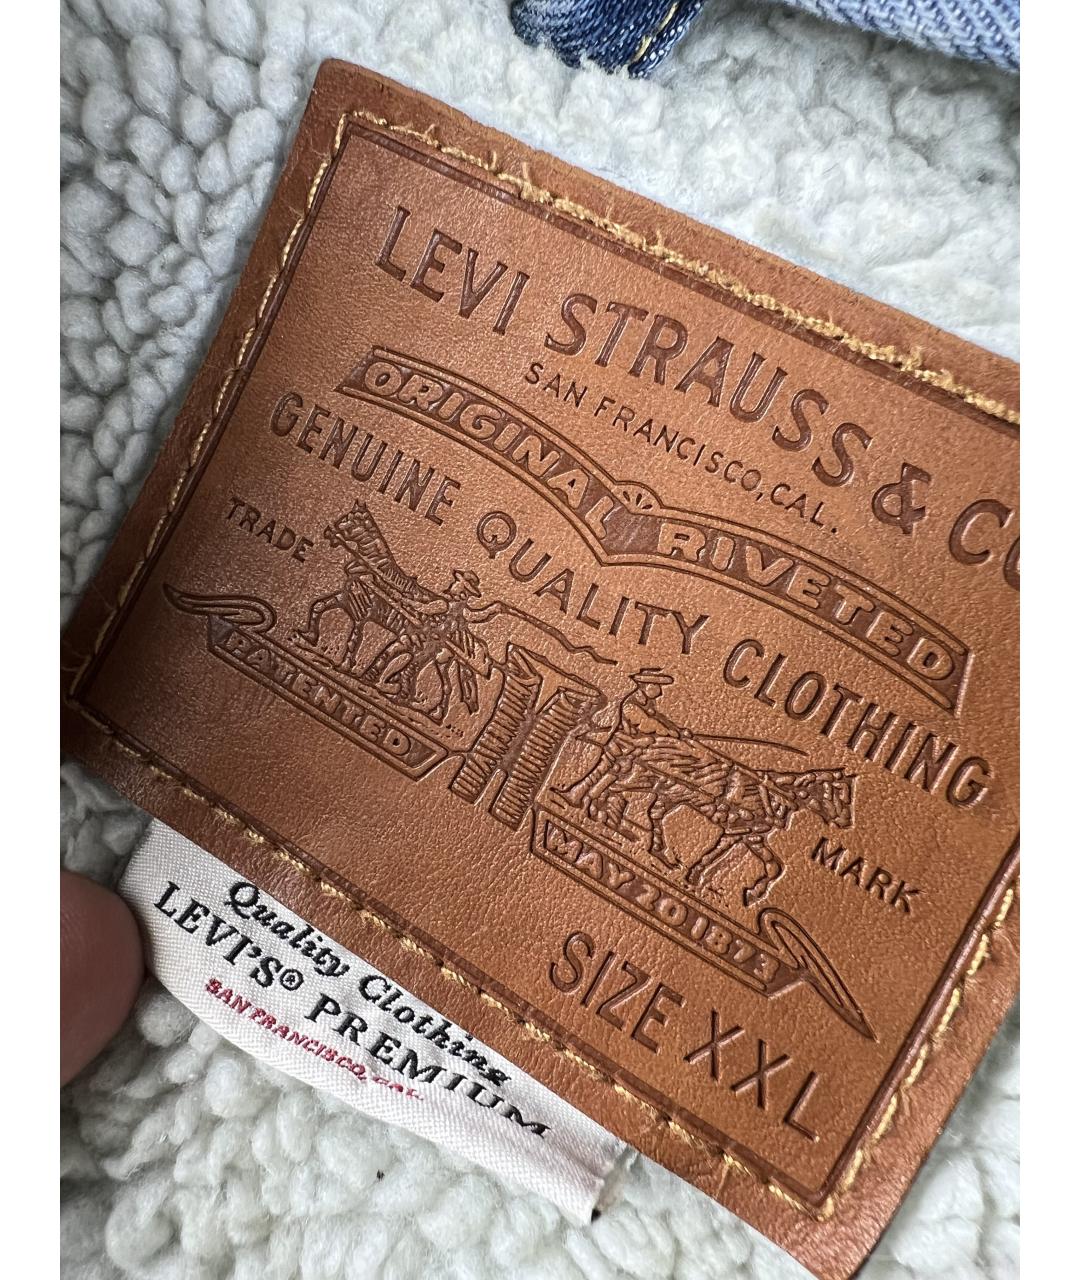 LEVI STRAUSS & CO
SAN FRANCISCO, CAL.
ORIGINAL RIVETED
GENUINE QUALITY CLOTHING
TRADE MARK
PATENTED MAY 20 1873
SIZE XXL
Quality Clothing
LEVI'S® PREMIUM
SAN FRANCISCO, CAL.